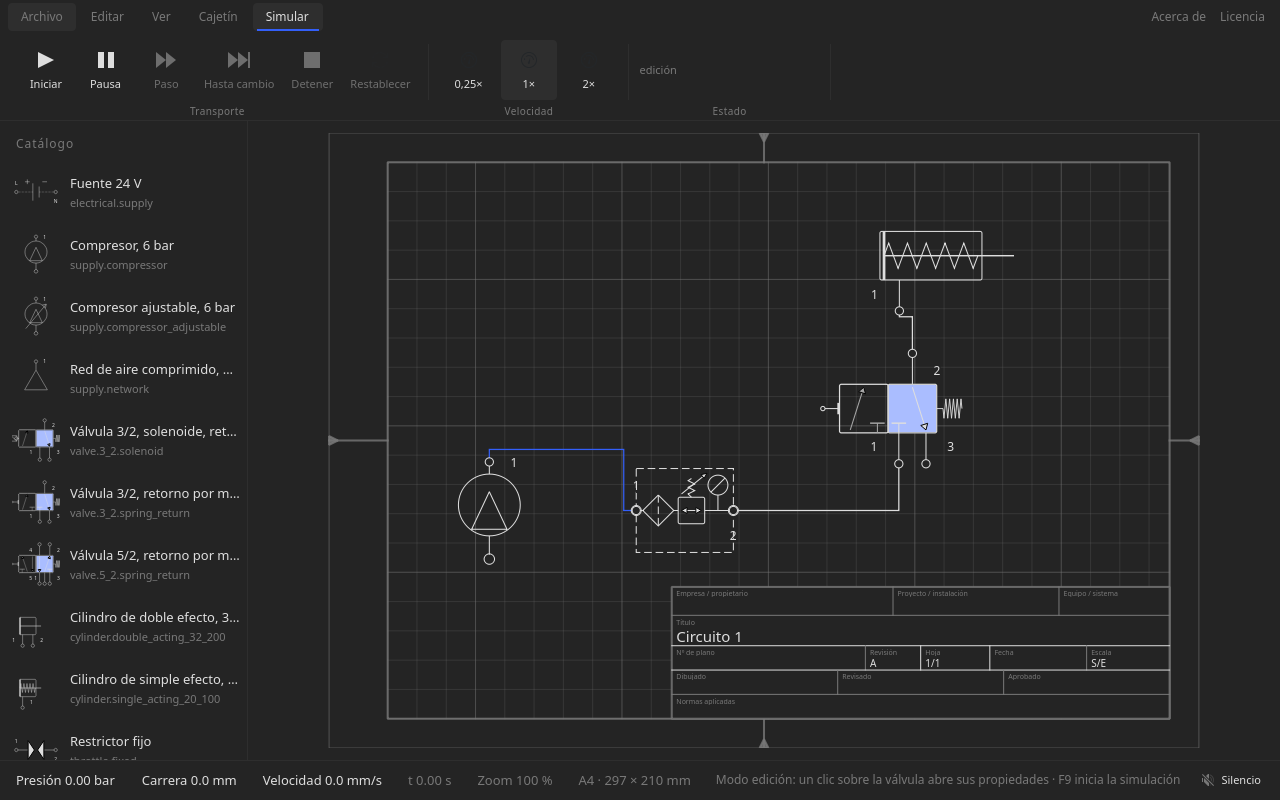 Archivo Editar Ver Cajetín Simular Acerca de Licencia
Iniciar Pausa Paso Hasta cambio Detener Restablecer 0,25× 1× 2× edición
Transporte Velocidad Estado
Catálogo
Fuente 24 V
electrical.supply
Compresor, 6 bar
supply.compressor
Compresor ajustable, 6 bar
supply.compressor_adjustable
Red de aire comprimido, ...
supply.network
Válvula 3/2, solenoide, ret...
valve.3_2.solenoid
Válvula 3/2, retorno por m...
valve.3_2.spring_return
Válvula 5/2, retorno por m...
valve.5_2.spring_return
Cilindro de doble efecto, 3...
cylinder.double_acting_32_200
Cilindro de simple efecto, ...
cylinder.single_acting_20_100
Restrictor fijo
1
2
1 3
1
1
2
Empresa / propietario Proyecto / instalación Equipo / sistema
Título
Circuito 1
Nº de plano Revisión Hoja Fecha Escala
A 1/1 S/E
Dibujado Revisado Aprobado
Normas aplicadas
Presión 0.00 bar Carrera 0.0 mm Velocidad 0.0 mm/s t 0.00 s Zoom 100 % A4 · 297 × 210 mm Modo edición: un clic sobre la válvula abre sus propiedades · F9 inicia la simulación Silencio